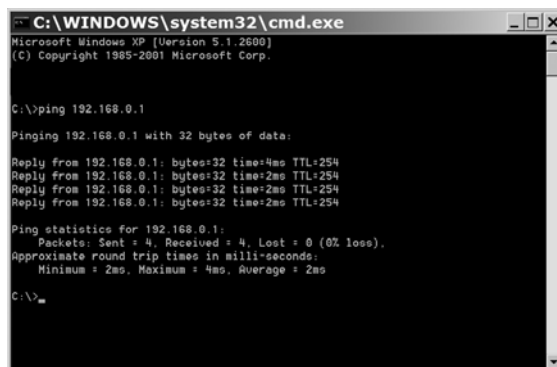 C:\WINDOWS\system32\cmd.exe
Microsoft Windows XP [Version 5.1.2600]
(C) Copyright 1985-2001 Microsoft Corp.
C:\>ping 192.168.0.1
Pinging 192.168.0.1 with 32 bytes of data:
Reply from 192.168.0.1: bytes=32 time=4ms TTL=254
Reply from 192.168.0.1: bytes=32 time=2ms TTL=254
Reply from 192.168.0.1: bytes=32 time=2ms TTL=254
Reply from 192.168.0.1: bytes=32 time=2ms TTL=254
Ping statistics for 192.168.0.1:
Packets: Sent = 4, Received = 4, Lost = 0 (0% loss),
Approximate round trip times in milli-seconds:
Minimum = 2ms, Maximum = 4ms, Average = 2ms
C:\>_